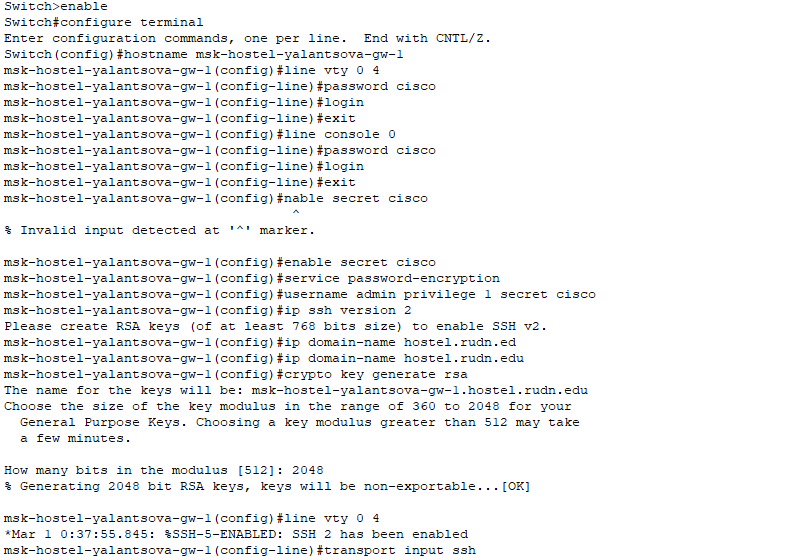 Switch>enable
Switch#configure terminal
Enter configuration commands, one per line.  End with CNTL/Z.
Switch(config)#hostname msk-hostel-yalantsova-gw-1
msk-hostel-yalantsova-gw-1(config)#line vty 0 4
msk-hostel-yalantsova-gw-1(config-line)#password cisco
msk-hostel-yalantsova-gw-1(config-line)#login
msk-hostel-yalantsova-gw-1(config-line)#exit
msk-hostel-yalantsova-gw-1(config)#line console 0
msk-hostel-yalantsova-gw-1(config-line)#password cisco
msk-hostel-yalantsova-gw-1(config-line)#login
msk-hostel-yalantsova-gw-1(config-line)#exit
msk-hostel-yalantsova-gw-1(config)#nable secret cisco
                                    ^
% Invalid input detected at '^' marker.

msk-hostel-yalantsova-gw-1(config)#enable secret cisco
msk-hostel-yalantsova-gw-1(config)#service password-encryption
msk-hostel-yalantsova-gw-1(config)#username admin privilege 1 secret cisco
msk-hostel-yalantsova-gw-1(config)#ip ssh version 2
Please create RSA keys (of at least 768 bits size) to enable SSH v2.
msk-hostel-yalantsova-gw-1(config)#ip domain-name hostel.rudn.ed
msk-hostel-yalantsova-gw-1(config)#ip domain-name hostel.rudn.edu
msk-hostel-yalantsova-gw-1(config)#crypto key generate rsa
The name for the keys will be: msk-hostel-yalantsova-gw-1.hostel.rudn.edu
Choose the size of the key modulus in the range of 360 to 2048 for your
  General Purpose Keys. Choosing a key modulus greater than 512 may take
  a few minutes.

How many bits in the modulus [512]: 2048
% Generating 2048 bit RSA keys, keys will be non-exportable...[OK]

msk-hostel-yalantsova-gw-1(config)#line vty 0 4
*Mar 1 0:37:55.845: %SSH-5-ENABLED: SSH 2 has been enabled
msk-hostel-yalantsova-gw-1(config-line)#transport input ssh